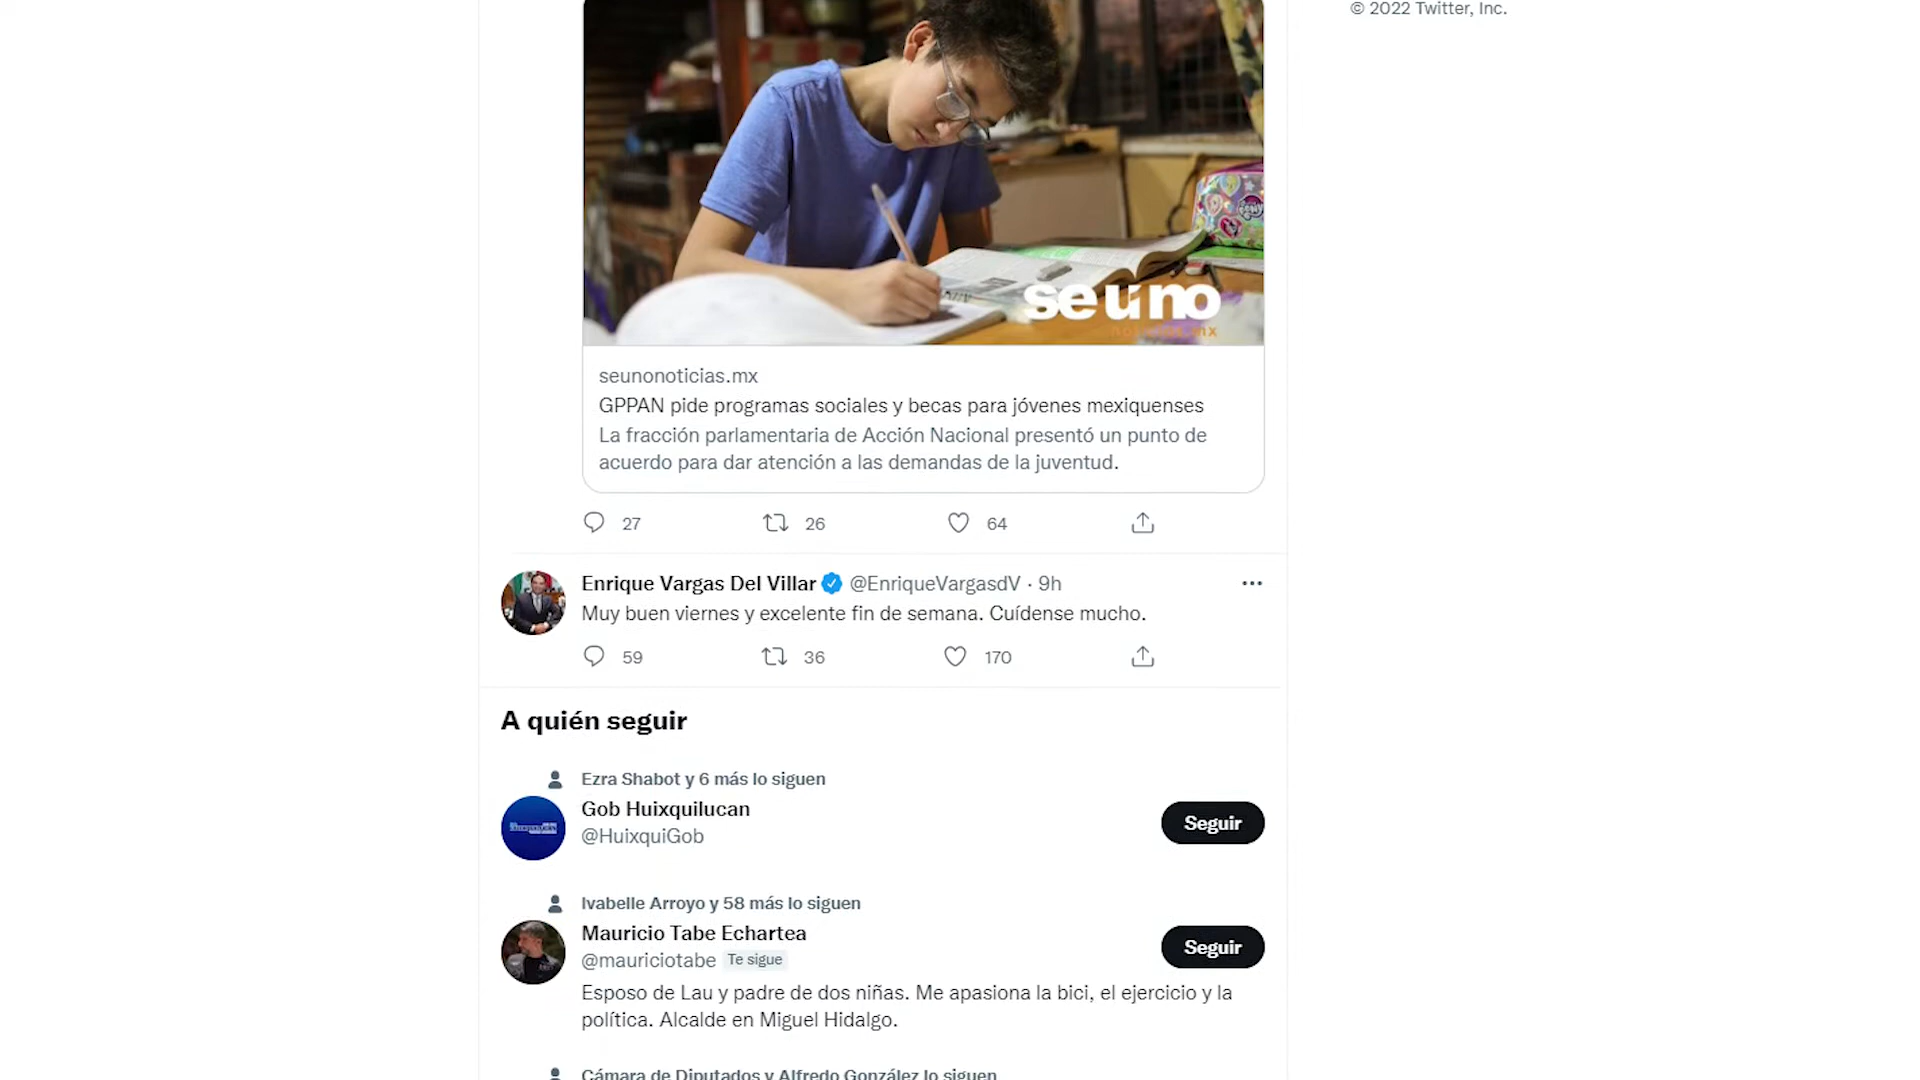 © 2022 Twitter, Inc.
seúno
seunonoticias.mx
GPPAN pide programas sociales y becas para jóvenes mexiquenses
La fracción parlamentaria de Acción Nacional presentó un punto de
acuerdo para dar atención a las demandas de la juventud.
27 26 64
Enrique Vargas Del Villar @EnriqueVargasdV · 9h
Muy buen viernes y excelente fin de semana. Cuídense mucho.
59 36 170
A quién seguir
Ezra Shabot y 6 más lo siguen
Gob Huixquilucan
@HuixquiGob
Seguir
Ivabelle Arroyo y 58 más lo siguen
Mauricio Tabe Echartea
@mauriciotabe Te sigue
Seguir
Esposo de Lau y padre de dos niñas. Me apasiona la bici, el ejercicio y la
política. Alcalde en Miguel Hidalgo.
Cámara de Diputados y Alfredo González lo siguen